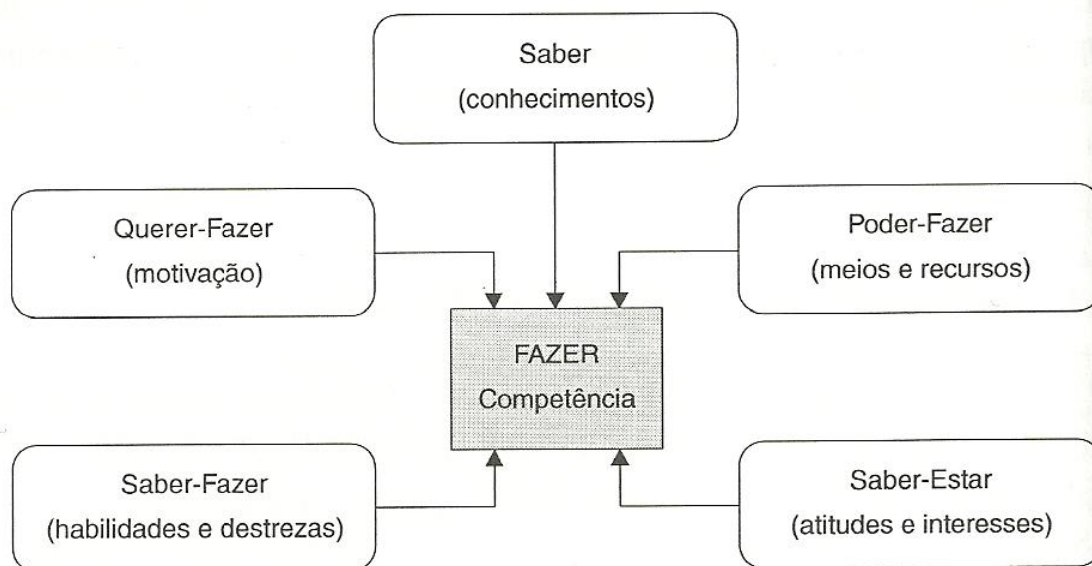 Saber
(conhecimentos)
Querer-Fazer
(motivação)
Poder-Fazer
(meios e recursos)
FAZER
Competência
Saber-Fazer
(habilidades e destrezas)
Saber-Estar
(atitudes e interesses)